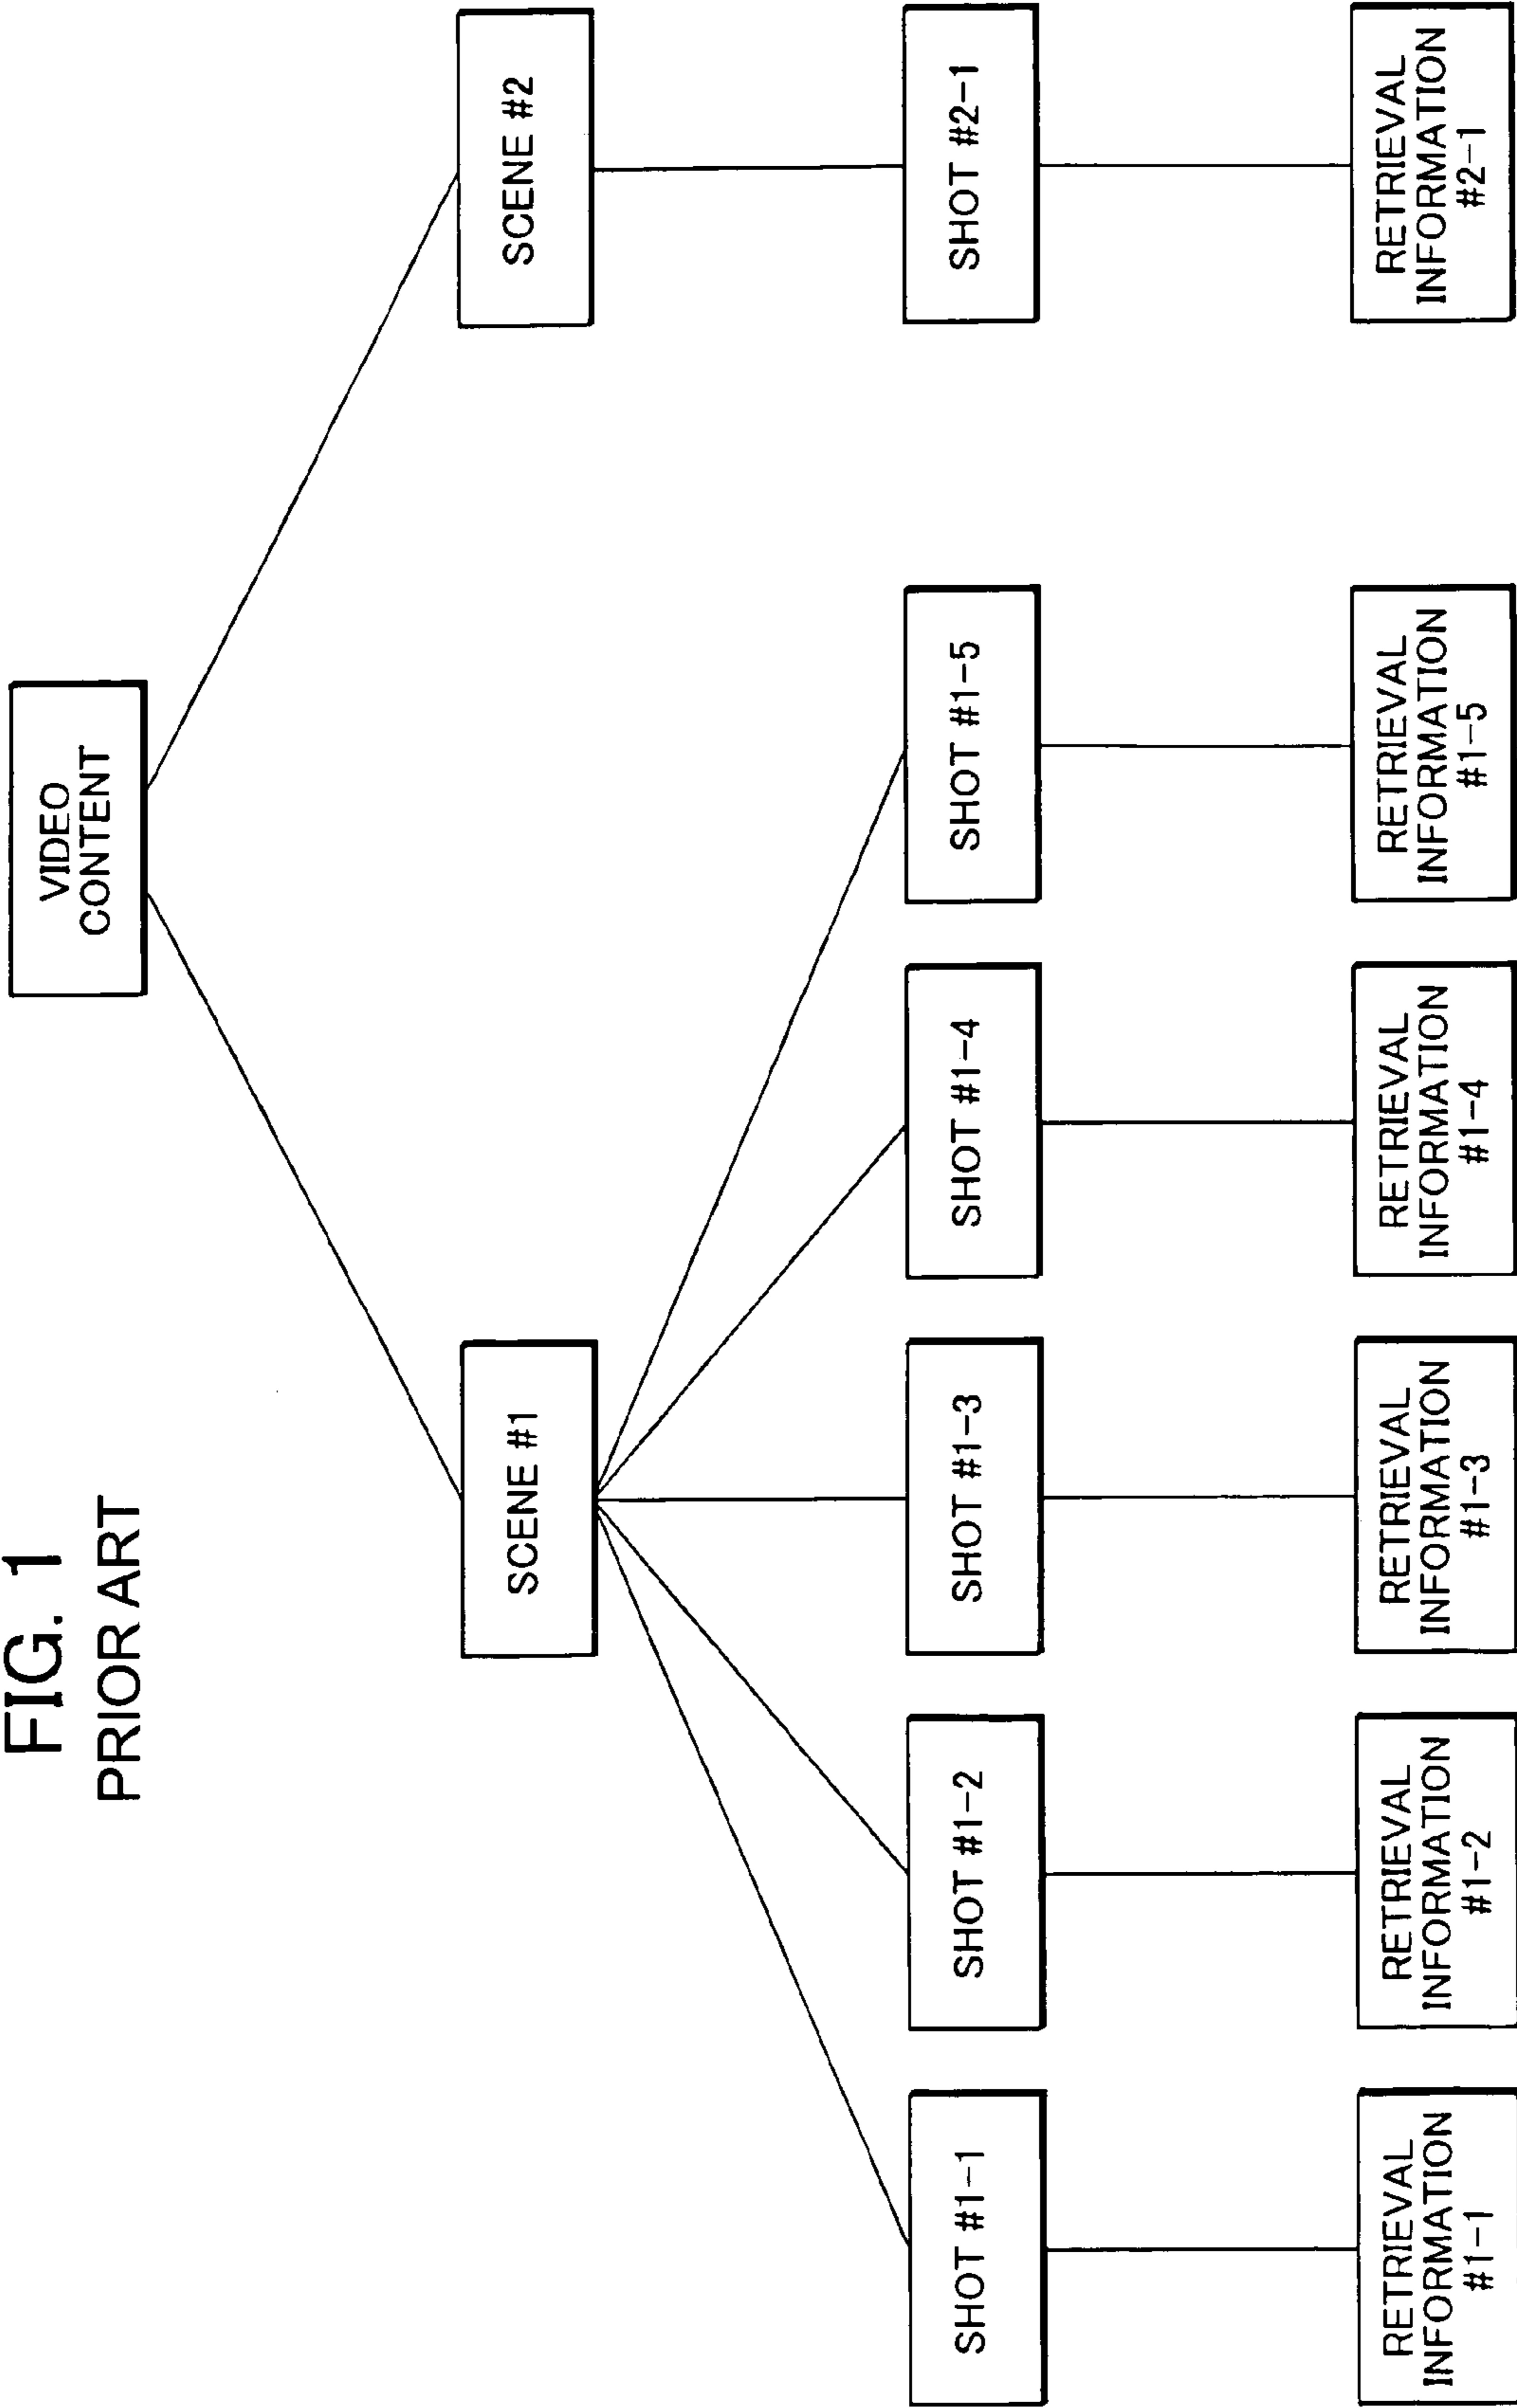 FIG. 1
PRIOR ART
VIDEO
CONTENT
SCENE #1
SCENE #2
SHOT #1-1
SHOT #1-2
SHOT #1-3
SHOT #1-4
SHOT #1-5
SHOT #2-1
RETRIEVAL
INFORMATION
#1-1
RETRIEVAL
INFORMATION
#1-2
RETRIEVAL
INFORMATION
#1-3
RETRIEVAL
INFORMATION
#1-4
RETRIEVAL
INFORMATION
#1-5
RETRIEVAL
INFORMATION
#2-1